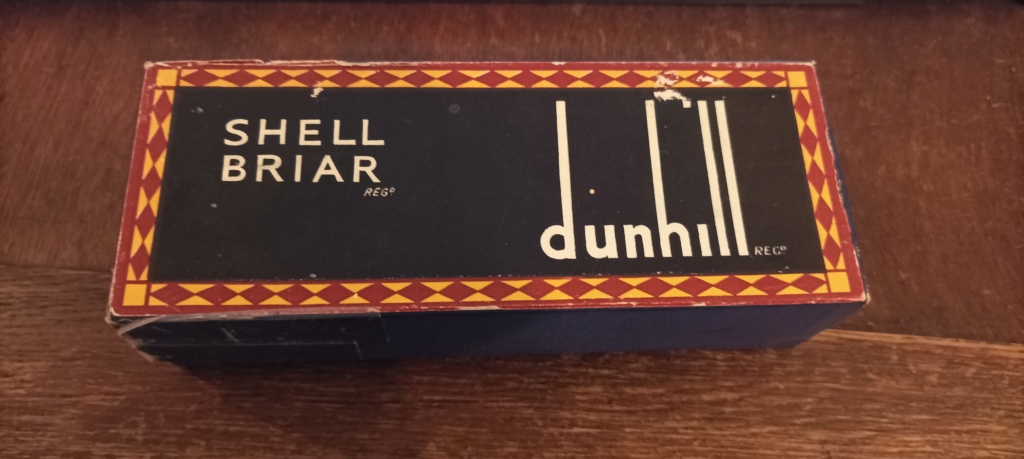 SHELL
BRIAR
REGD
dunhill
REGD